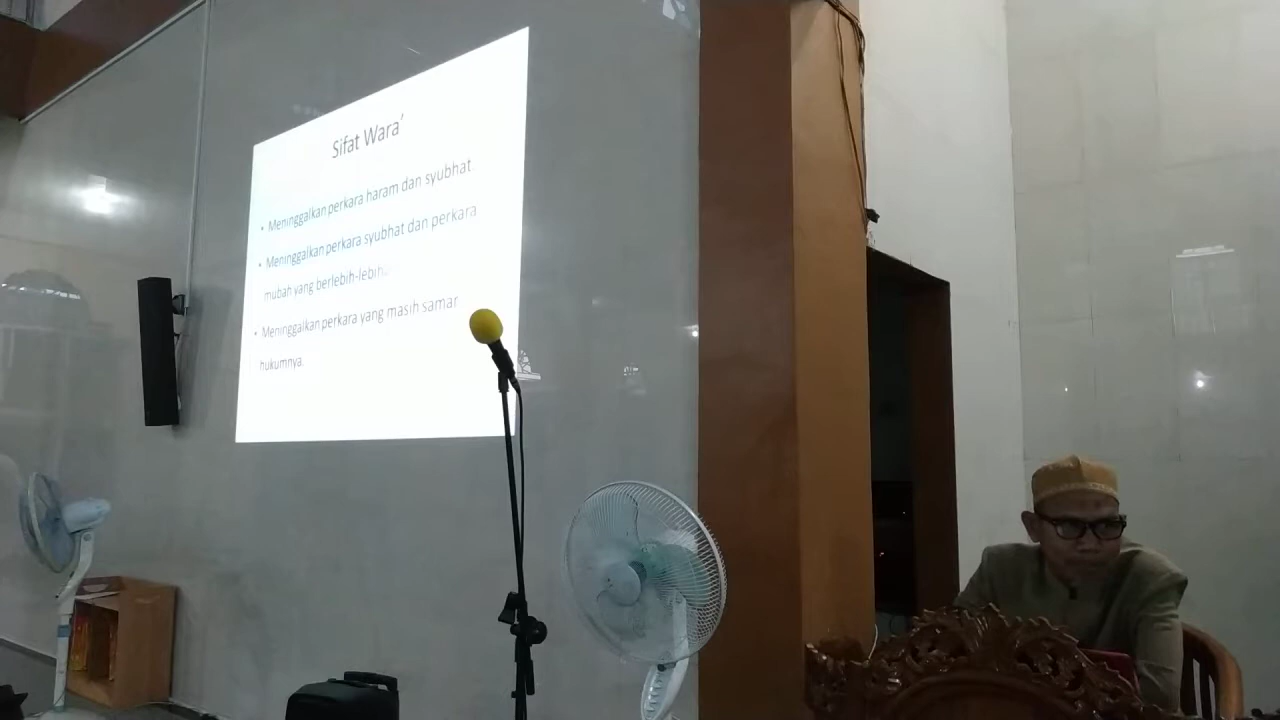 Sifat Wara'
• Meninggalkan perkara haram dan syubhat.
• Meninggalkan perkara syubhat dan perkara
mubah yang berlebih-lebih.
• Meninggalkan perkara yang masih samar
hukumnya.